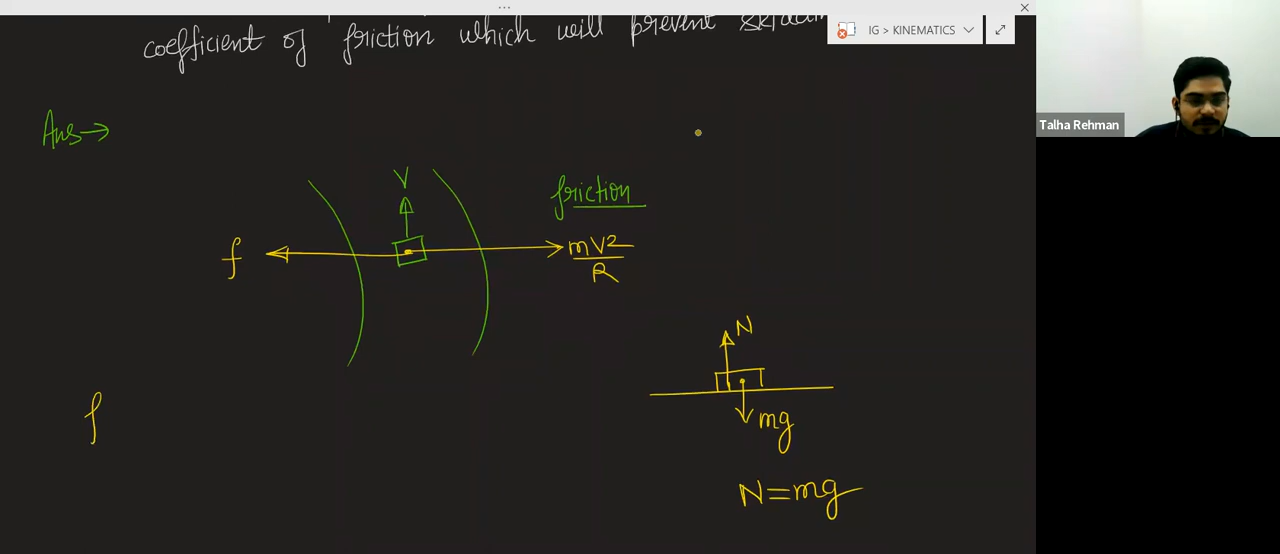 coefficient of friction which will prevent
IG > KINEMATICS
Talha Rehman
Ans→
V
friction
f
mV²/R
N
mg
f
N=mg